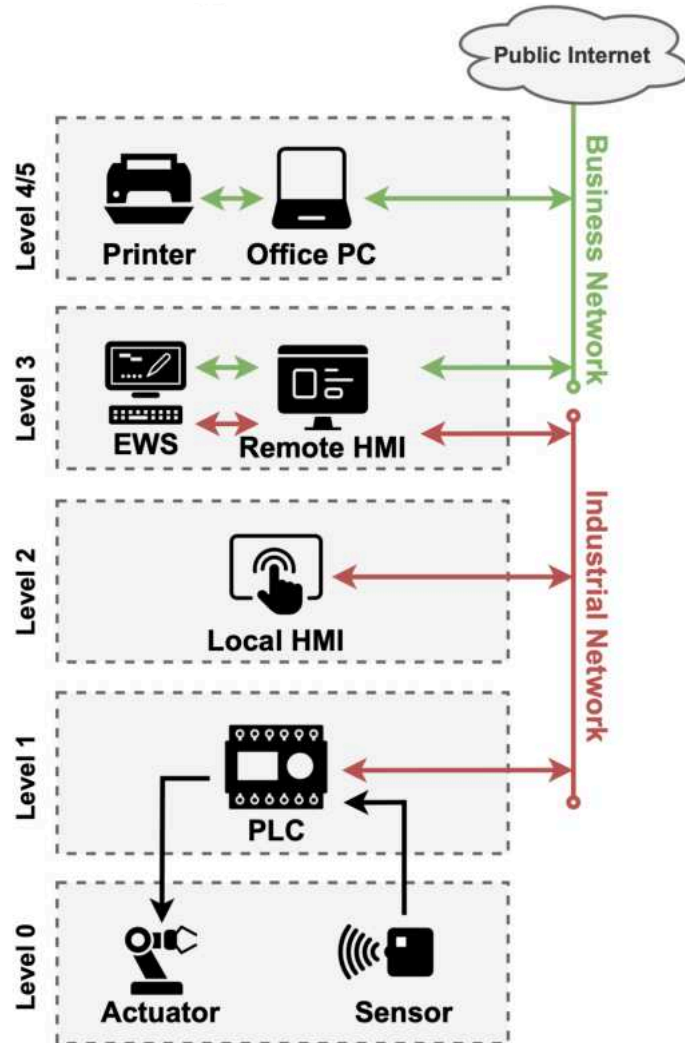 Public Internet
Business Network
Level 4/5
Printer
Office PC
Level 3
EWS
Remote HMI
Industrial Network
Level 2
Local HMI
Level 1
PLC
Level 0
Actuator
Sensor